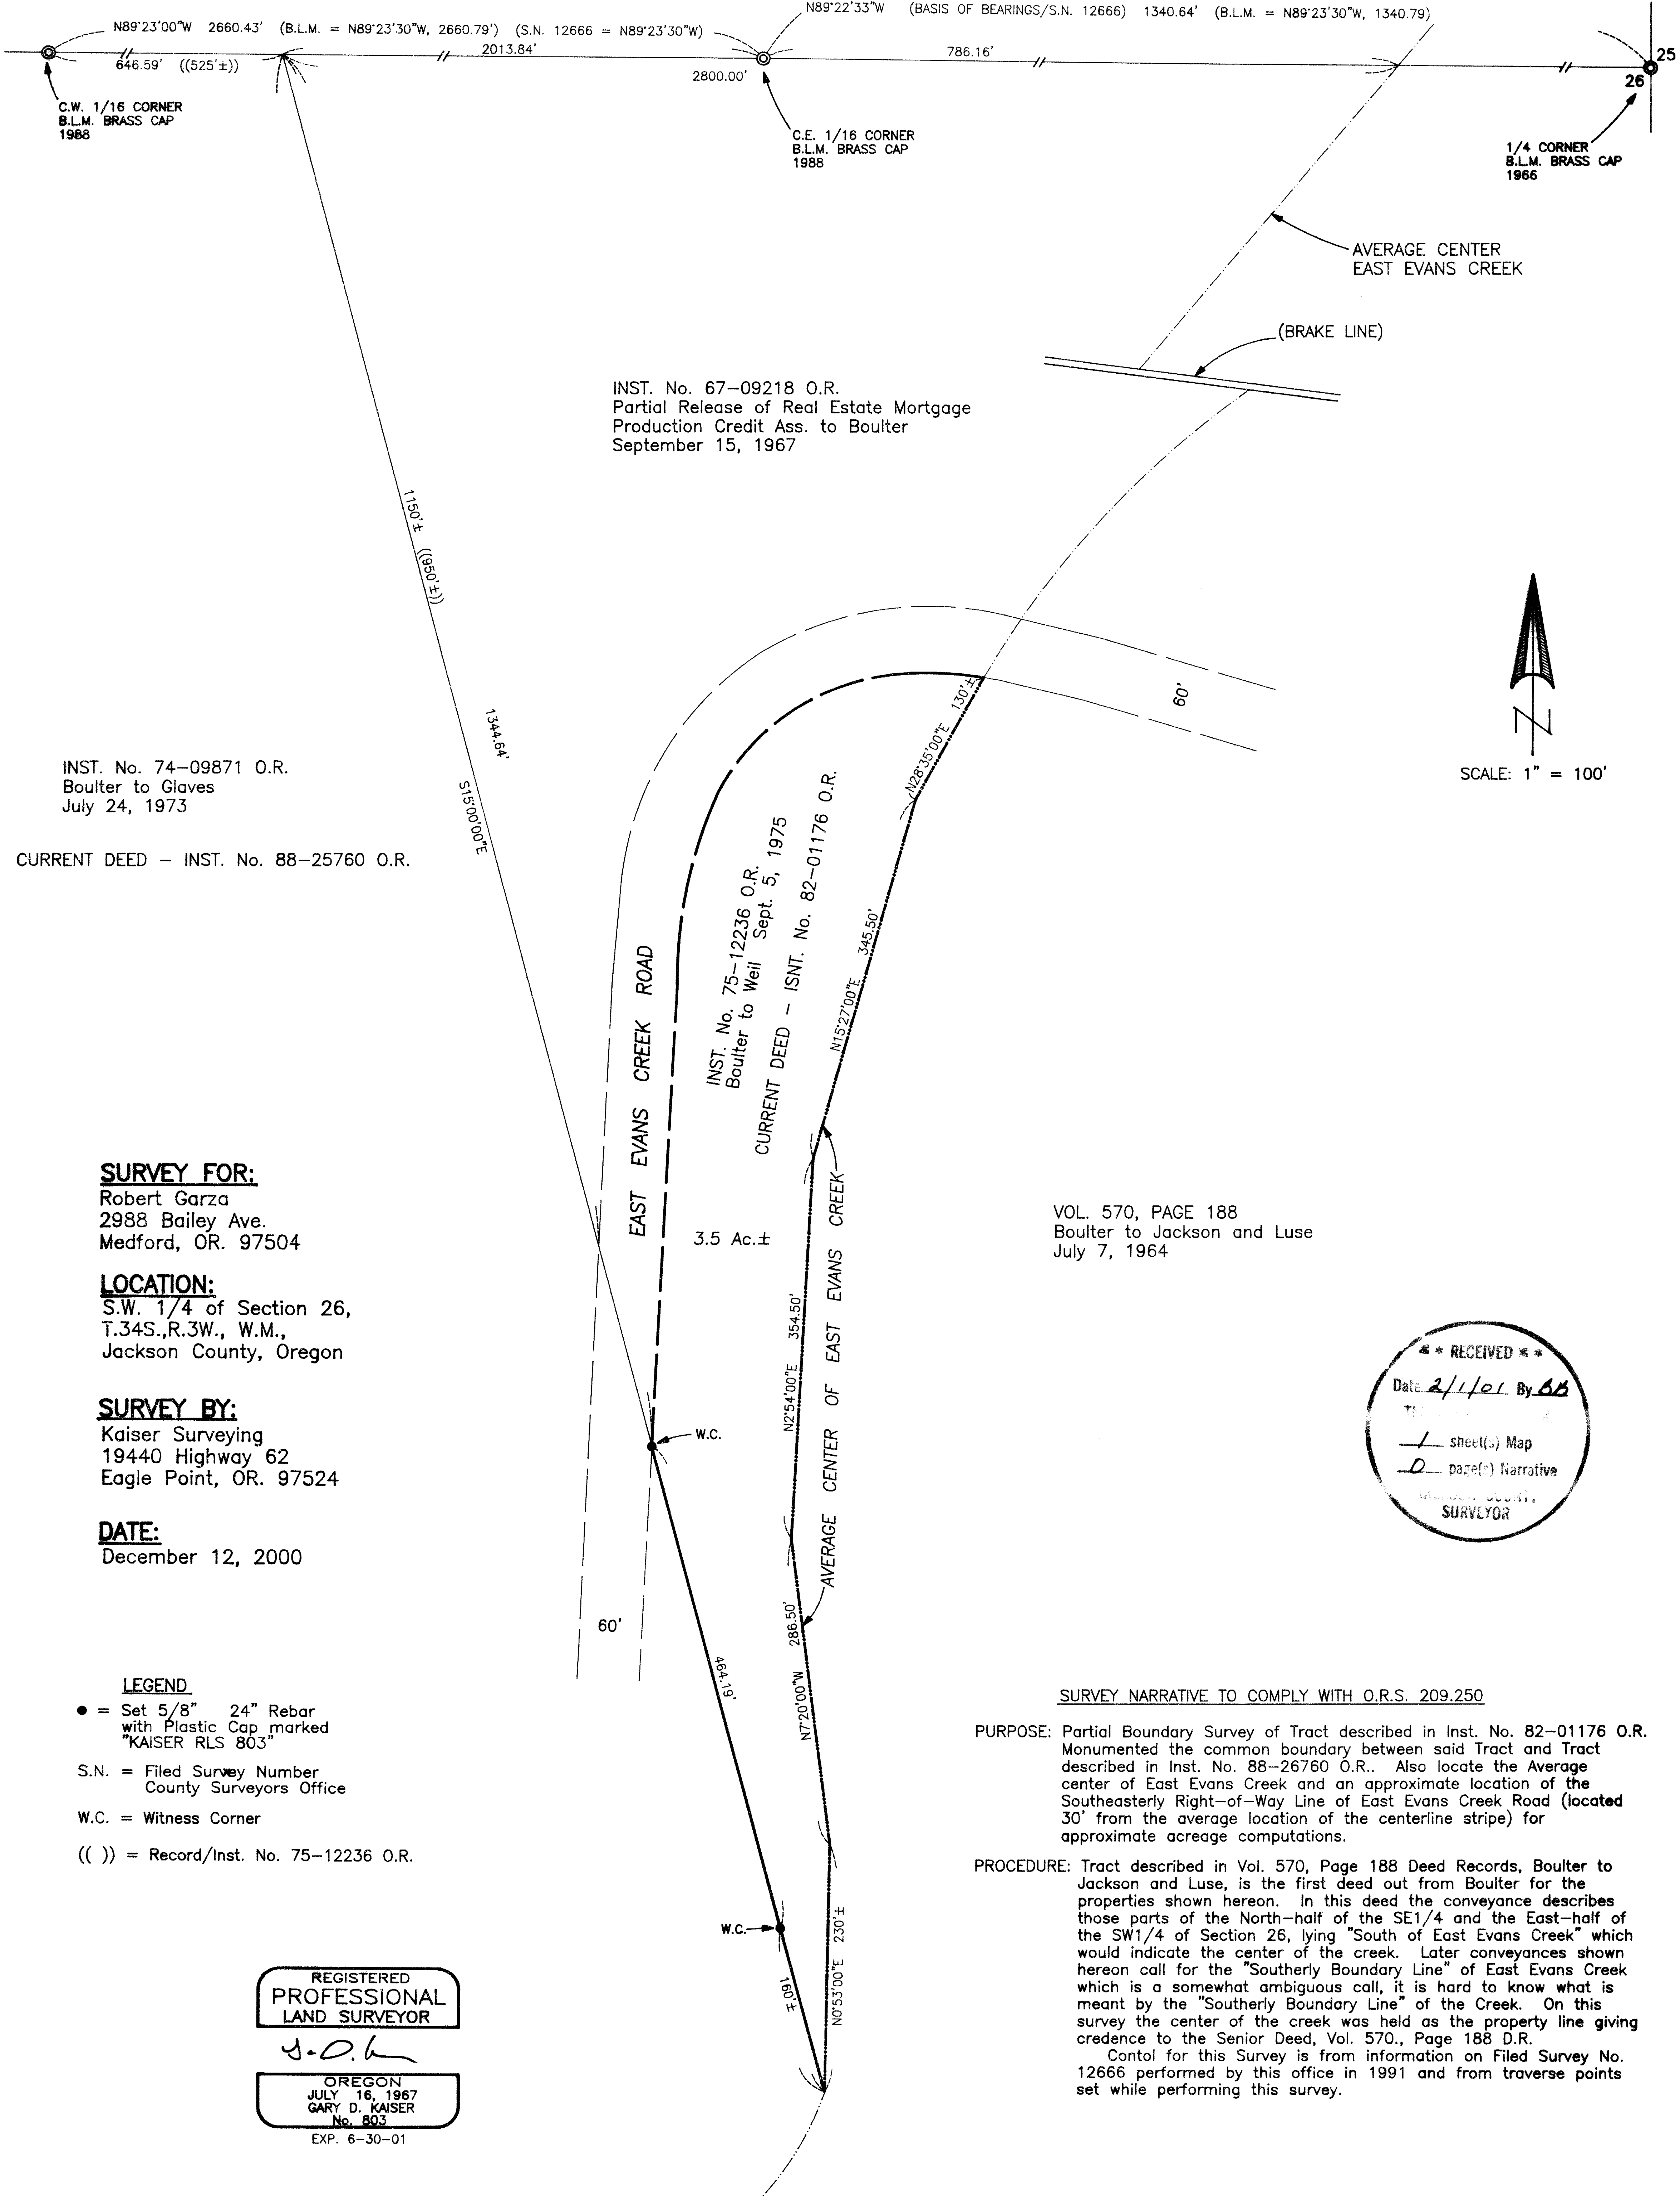 N89°22'33"W (BASIS OF BEARINGS/S.N. 12666) 1340.64' (B.L.M. = N89°23'30"W, 1340.79)
N89°23'00"W 2660.43' (B.L.M. = N89°23'30"W, 2660.79') (S.N. 12666 = N89°23'30"W)
646.59' ((525'±))
2013.84'
2800.00'
786.16'
25
26
C.W. 1/16 CORNER
B.L.M. BRASS CAP
1988
C.E. 1/16 CORNER
B.L.M. BRASS CAP
1988
1/4 CORNER
B.L.M. BRASS CAP
1966
AVERAGE CENTER
EAST EVANS CREEK
(BRAKE LINE)
INST. No. 67-09218 O.R.
Partial Release of Real Estate Mortgage
Production Credit Ass. to Boulter
September 15, 1967
1150'± ((950'±))
1344.64'
S15°00'00"E
60'
N28°35'00"E 130'±
N
SCALE: 1" = 100'
INST. No. 74-09871 O.R.
Boulter to Glaves
July 24, 1973
CURRENT DEED - INST. No. 88-25760 O.R.
EAST EVANS CREEK ROAD
INST. No. 75-12236 O.R.
Boulter to Weil Sept. 5, 1975
CURRENT DEED - ISNT. No. 82-01176 O.R.
N15°27'00"E 345.50'
3.5 Ac.±
N2°54'00"E 354.50'
AVERAGE CENTER OF EAST EVANS CREEK
VOL. 570, PAGE 188
Boulter to Jackson and Luse
July 7, 1964
SURVEY FOR:
Robert Garza
2988 Bailey Ave.
Medford, OR. 97504
LOCATION:
S.W. 1/4 of Section 26,
T.34S.,R.3W., W.M.,
Jackson County, Oregon
SURVEY BY:
Kaiser Surveying
19440 Highway 62
Eagle Point, OR. 97524
DATE:
December 12, 2000
W.C.
60'
464.19'
N7°20'00"W 286.50'
W.C.
160'±
N0°53'00"E 230'±
* * RECEIVED * *
Date 2/1/01 By BB
1 sheet(s) Map
0 page(s) Narrative
SURVEYOR
LEGEND
● = Set 5/8" 24" Rebar
with Plastic Cap marked
"KAISER RLS 803"
S.N. = Filed Survey Number
County Surveyors Office
W.C. = Witness Corner
(( )) = Record/Inst. No. 75-12236 O.R.
REGISTERED
PROFESSIONAL
LAND SURVEYOR
OREGON
JULY 16, 1967
GARY D. KAISER
No. 803
EXP. 6-30-01
SURVEY NARRATIVE TO COMPLY WITH O.R.S. 209.250
PURPOSE: Partial Boundary Survey of Tract described in Inst. No. 82-01176 O.R.
Monumented the common boundary between said Tract and Tract
described in Inst. No. 88-26760 O.R.. Also locate the Average
center of East Evans Creek and an approximate location of the
Southeasterly Right-of-Way Line of East Evans Creek Road (located
30' from the average location of the centerline stripe) for
approximate acreage computations.
PROCEDURE: Tract described in Vol. 570, Page 188 Deed Records, Boulter to
Jackson and Luse, is the first deed out from Boulter for the
properties shown hereon. In this deed the conveyance describes
those parts of the North-half of the SE1/4 and the East-half of
the SW1/4 of Section 26, lying "South of East Evans Creek" which
would indicate the center of the creek. Later conveyances shown
hereon call for the "Southerly Boundary Line" of East Evans Creek
which is a somewhat ambiguous call, it is hard to know what is
meant by the "Southerly Boundary Line" of the Creek. On this
survey the center of the creek was held as the property line giving
credence to the Senior Deed, Vol. 570., Page 188 D.R.
Contol for this Survey is from information on Filed Survey No.
12666 performed by this office in 1991 and from traverse points
set while performing this survey.